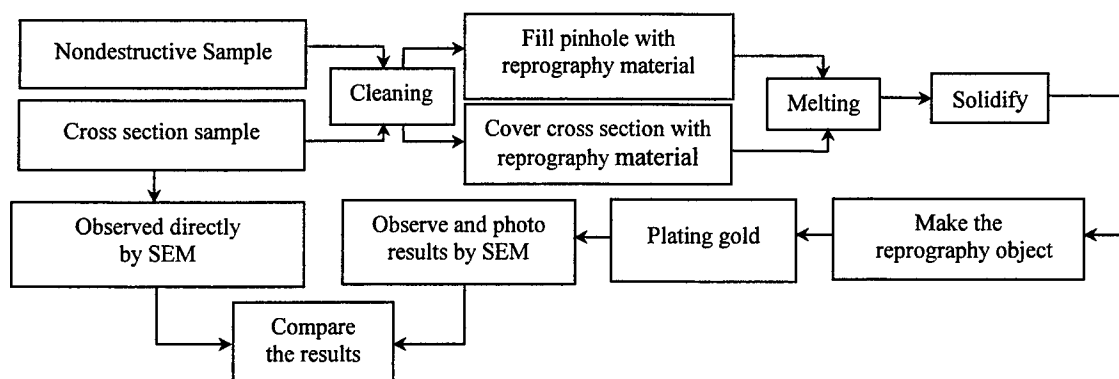 Nondestructive Sample
Cross section sample
Cleaning
Fill pinhole with
reprography material
Cover cross section with
reprography material
Melting
Solidify
Make the
reprography object
Plating gold
Observe and photo
results by SEM
Observed directly
by SEM
Compare
the results